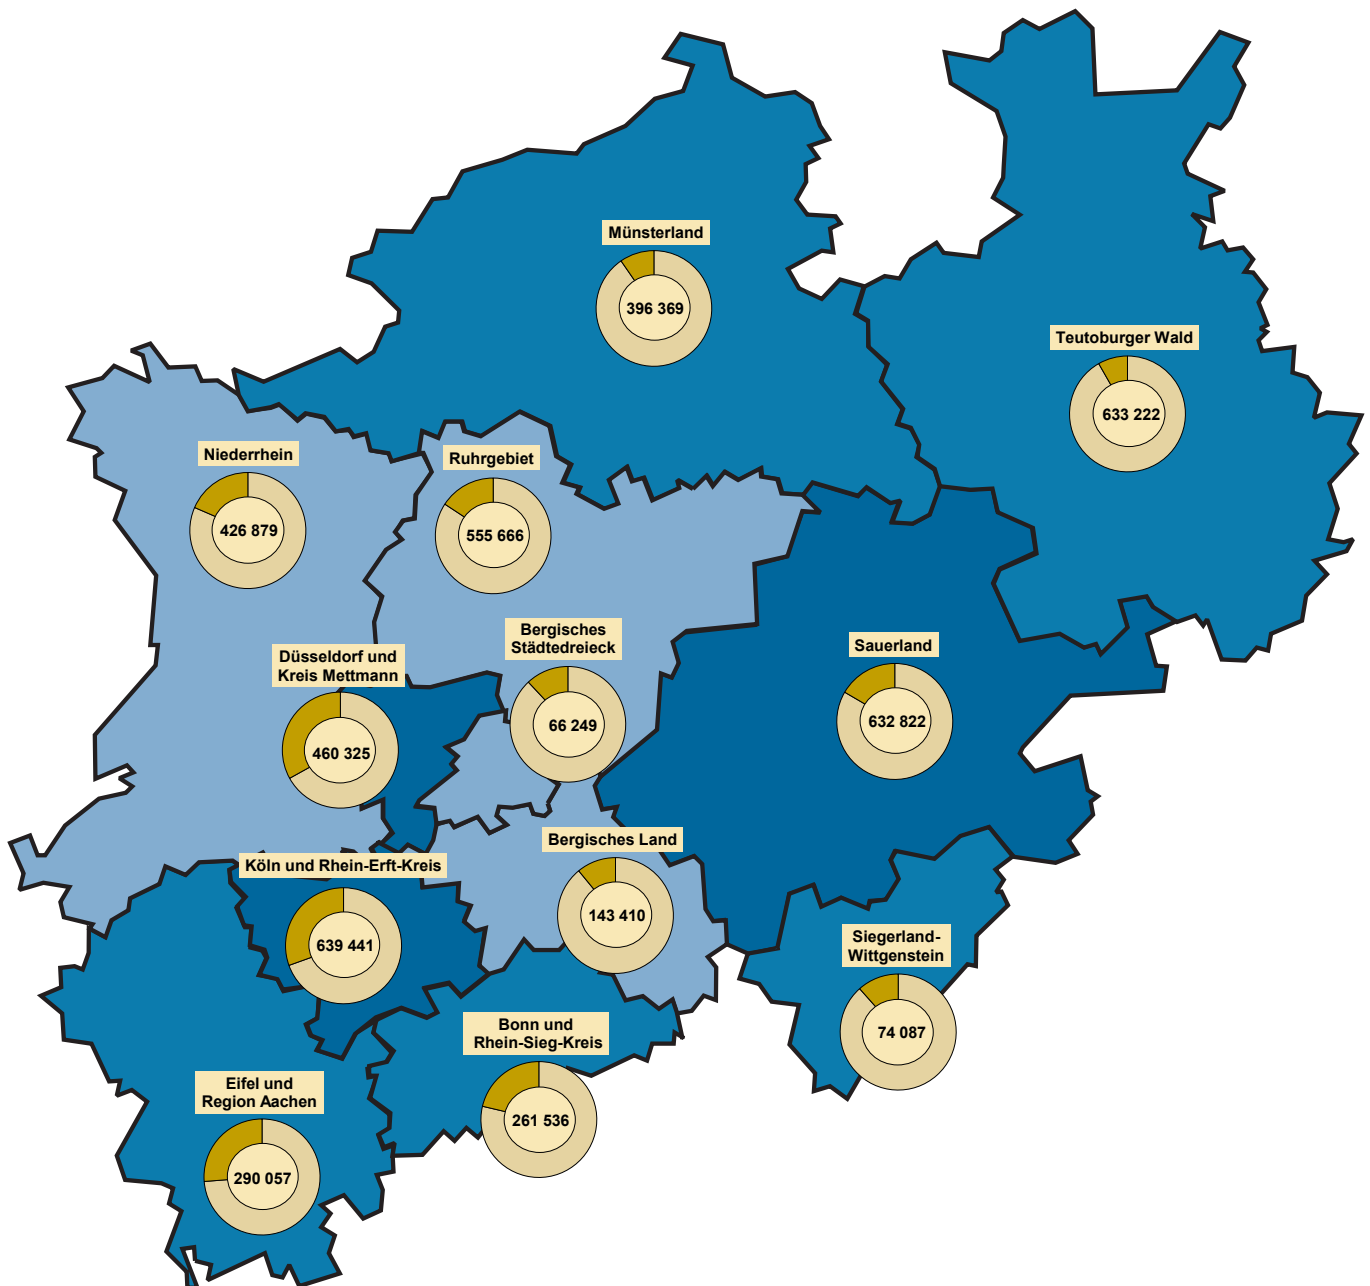 Münsterland
396 369
Teutoburger Wald
633 222
Niederrhein
426 879
Ruhrgebiet
555 666
Bergisches
Städtedreieck
66 249
Sauerland
632 822
Düsseldorf und
Kreis Mettmann
460 325
Bergisches Land
143 410
Köln und Rhein-Erft-Kreis
639 441
Siegerland-
Wittgenstein
74 087
Bonn und
Rhein-Sieg-Kreis
261 536
Eifel und
Region Aachen
290 057